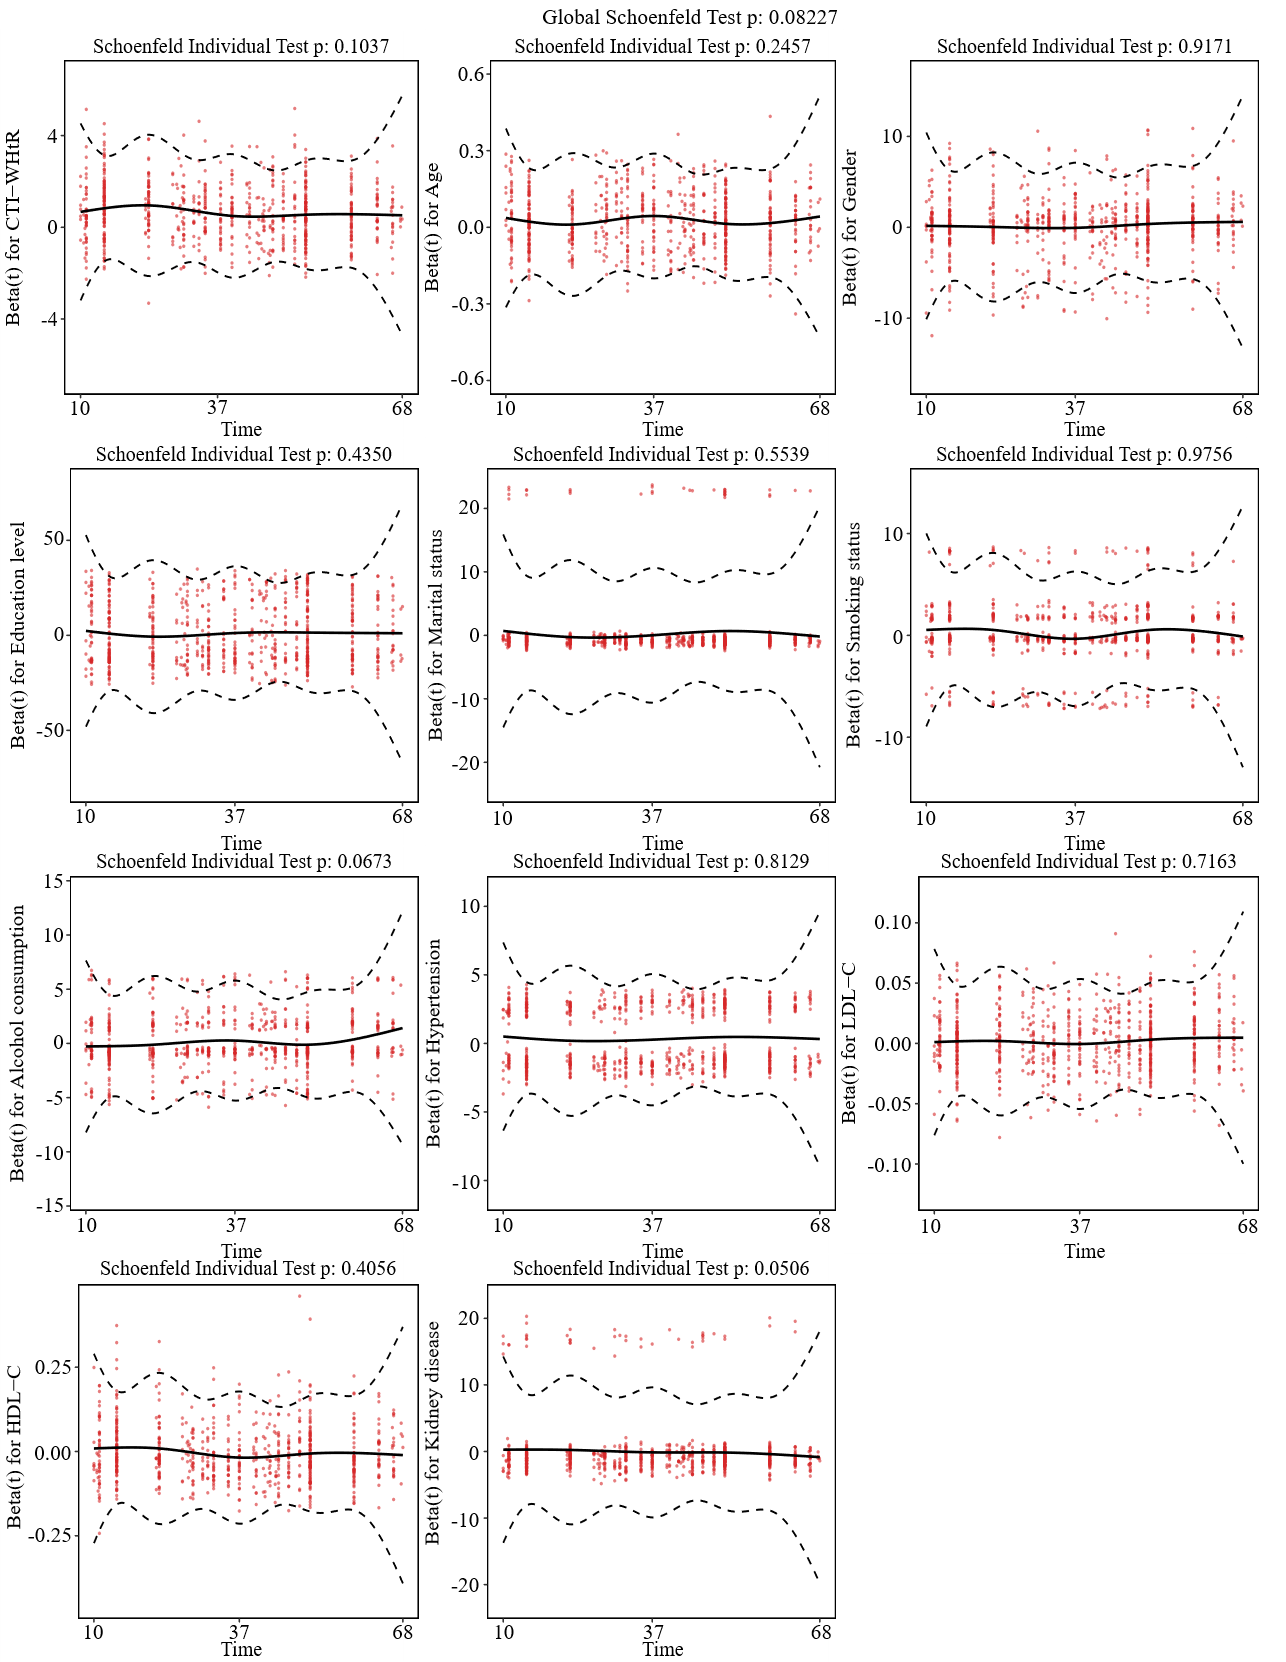 Global Schoenfeld Test p: 0.08227
Schoenfeld Individual Test p: 0.1037
Beta(t) for CTI−WHtR
4
0
-4
10 37 68
Time
Schoenfeld Individual Test p: 0.2457
Beta(t) for Age
0.6
0.3
0.0
-0.3
-0.6
10 37 68
Time
Schoenfeld Individual Test p: 0.9171
Beta(t) for Gender
10
0
-10
10 37 68
Time
Schoenfeld Individual Test p: 0.4350
Beta(t) for Education level
50
0
-50
10 37 68
Time
Schoenfeld Individual Test p: 0.5539
Beta(t) for Marital status
20
10
0
-10
-20
10 37 68
Time
Schoenfeld Individual Test p: 0.9756
Beta(t) for Smoking status
10
0
-10
10 37 68
Time
Schoenfeld Individual Test p: 0.0673
Beta(t) for Alcohol consumption
15
10
5
0
-5
-10
-15
10 37 68
Time
Schoenfeld Individual Test p: 0.8129
Beta(t) for Hypertension
10
5
0
-5
-10
10 37 68
Time
Schoenfeld Individual Test p: 0.7163
Beta(t) for LDL−C
0.10
0.05
0.00
-0.05
-0.10
10 37 68
Time
Schoenfeld Individual Test p: 0.4056
Beta(t) for HDL−C
0.25
0.00
-0.25
10 37 68
Time
Schoenfeld Individual Test p: 0.0506
Beta(t) for Kidney disease
20
10
0
-10
-20
10 37 68
Time